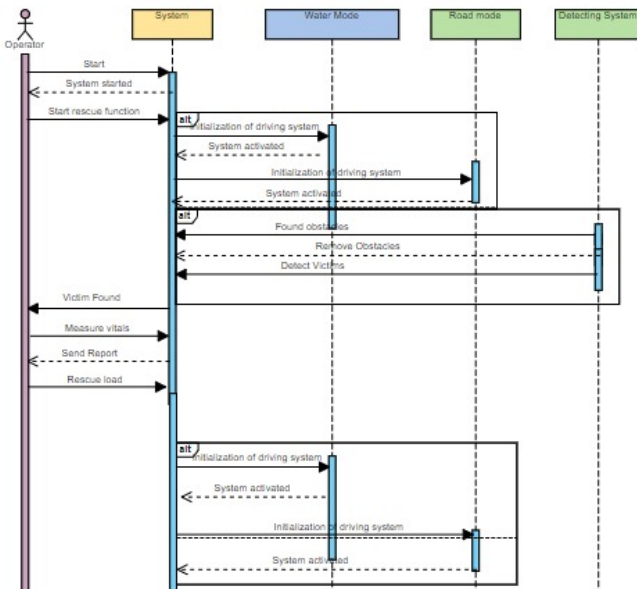 System
Water Mode
Road mode
Detecting System
Operator
Start
System started
Start rescue function
alt
Initialization of driving system
System activated
Initialization of driving system
System activated
alt
Found obstacles
Remove Obstacles
Detect Victims
Victim Found
Measure vitals
Send Report
Rescue load
alt
Initialization of driving system
System activated
Initialization of driving system
System activated